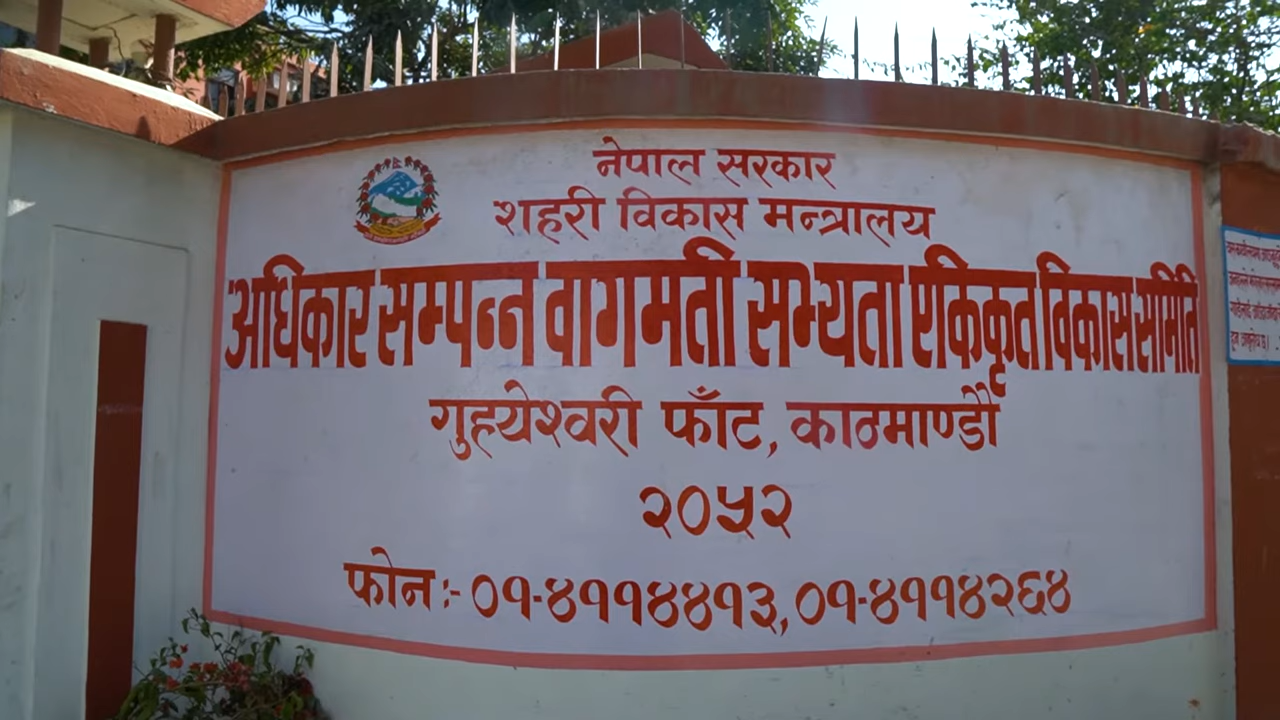 नेपाल सरकार
शहरी विकास मन्त्रालय
अधिकार सम्पन्न वागमती सभ्यता एकिकृत विकास समिति
गुहयेश्वरी फाँट, काठमाण्डौ
२०५२
फोन :- ०१-४११४४१३, ०१-४११४२६४